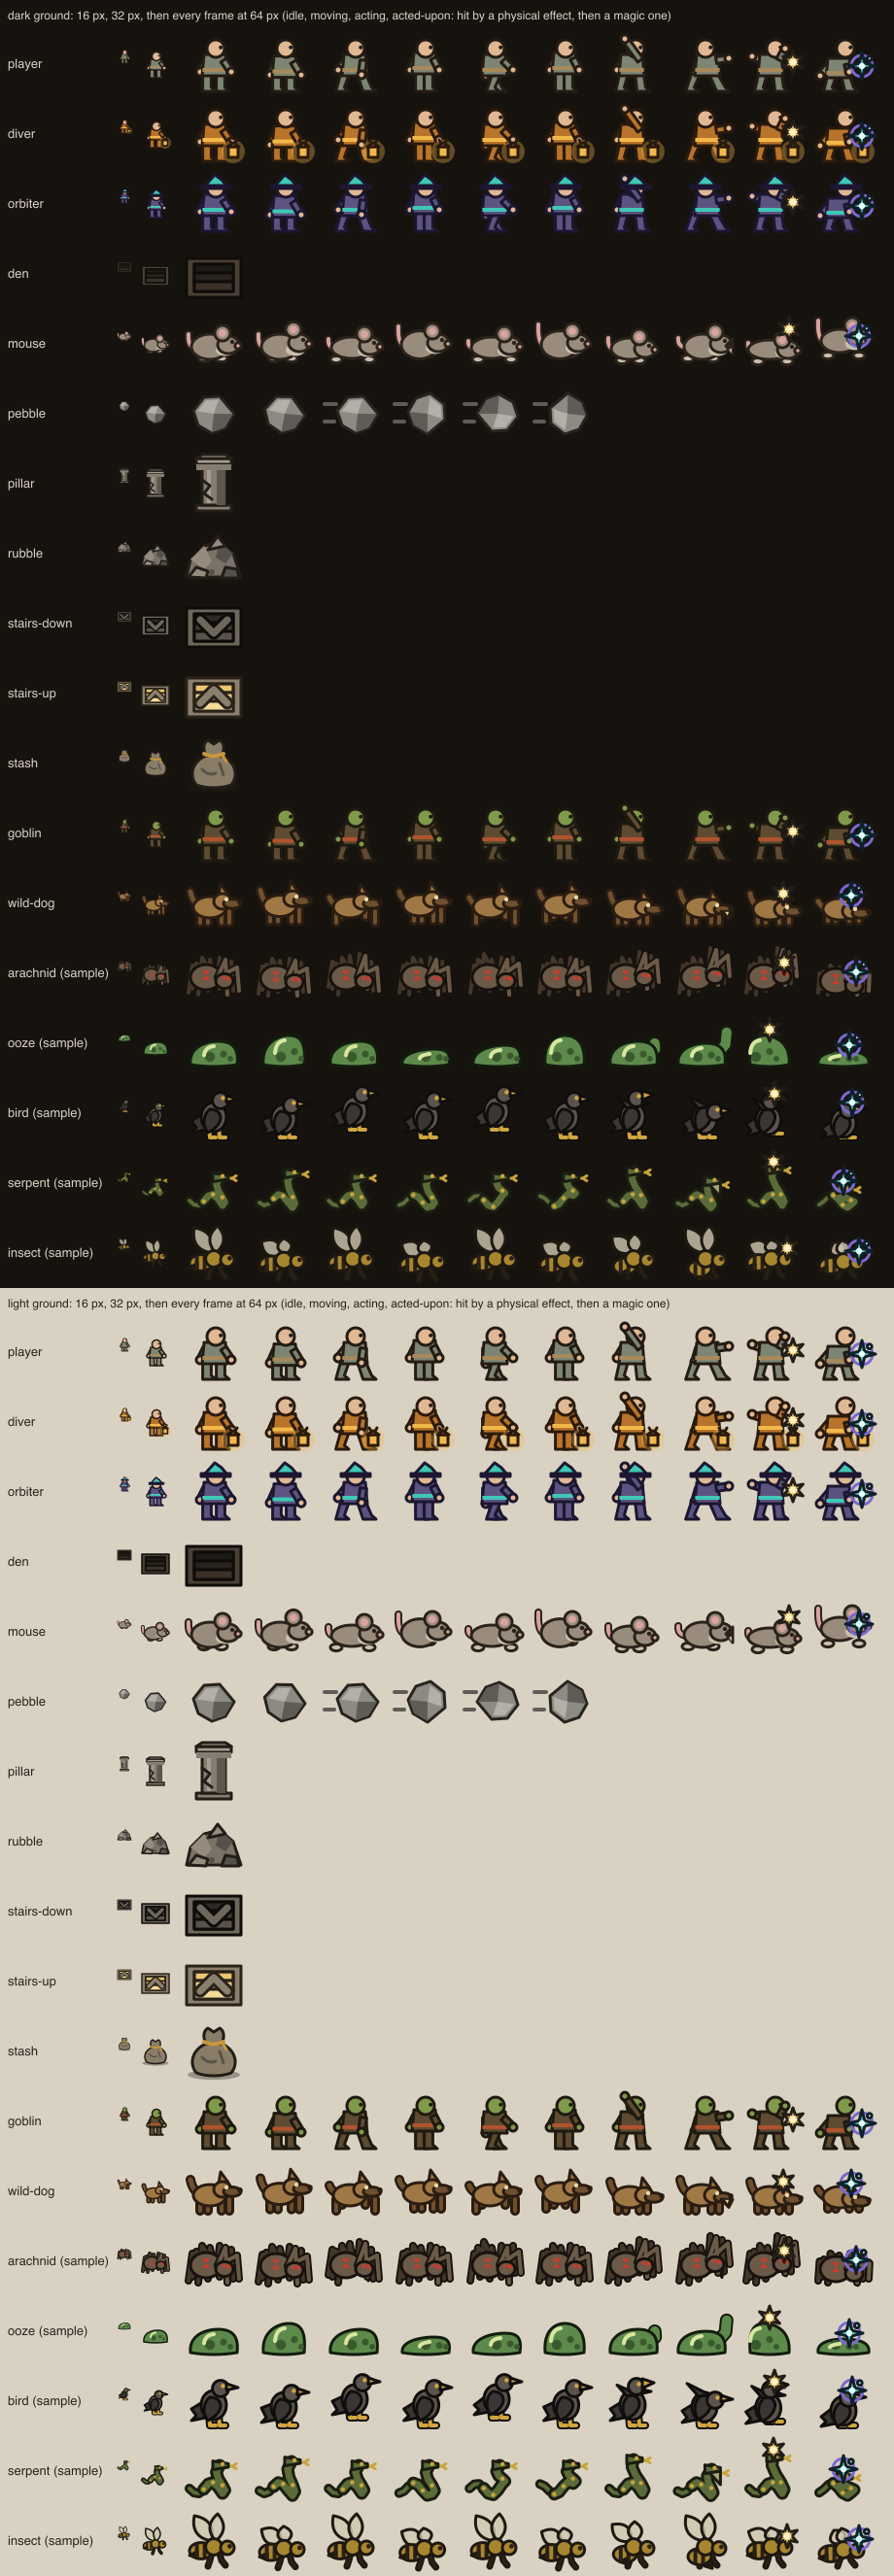 dark ground: 16 px, 32 px, then every frame at 64 px (idle, moving, acting, acted-upon: hit by a physical effect, then a magic one)
player
diver
orbiter
den
mouse
pebble
pillar
rubble
stairs-down
stairs-up
stash
goblin
wild-dog
arachnid (sample)
ooze (sample)
bird (sample)
serpent (sample)
insect (sample)
light ground: 16 px, 32 px, then every frame at 64 px (idle, moving, acting, acted-upon: hit by a physical effect, then a magic one)
player
diver
orbiter
den
mouse
pebble
pillar
rubble
stairs-down
stairs-up
stash
goblin
wild-dog
arachnid (sample)
ooze (sample)
bird (sample)
serpent (sample)
insect (sample)